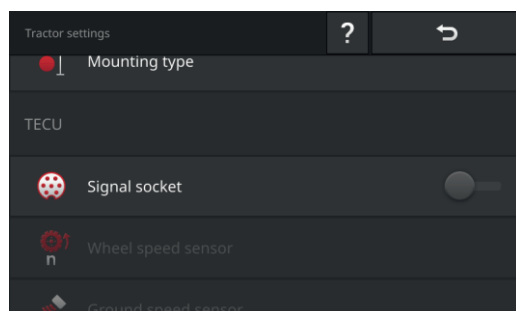 Tractor settings
?
Mounting type
TECU
Signal socket
Wheel speed sensor
n
Ground speed sensor